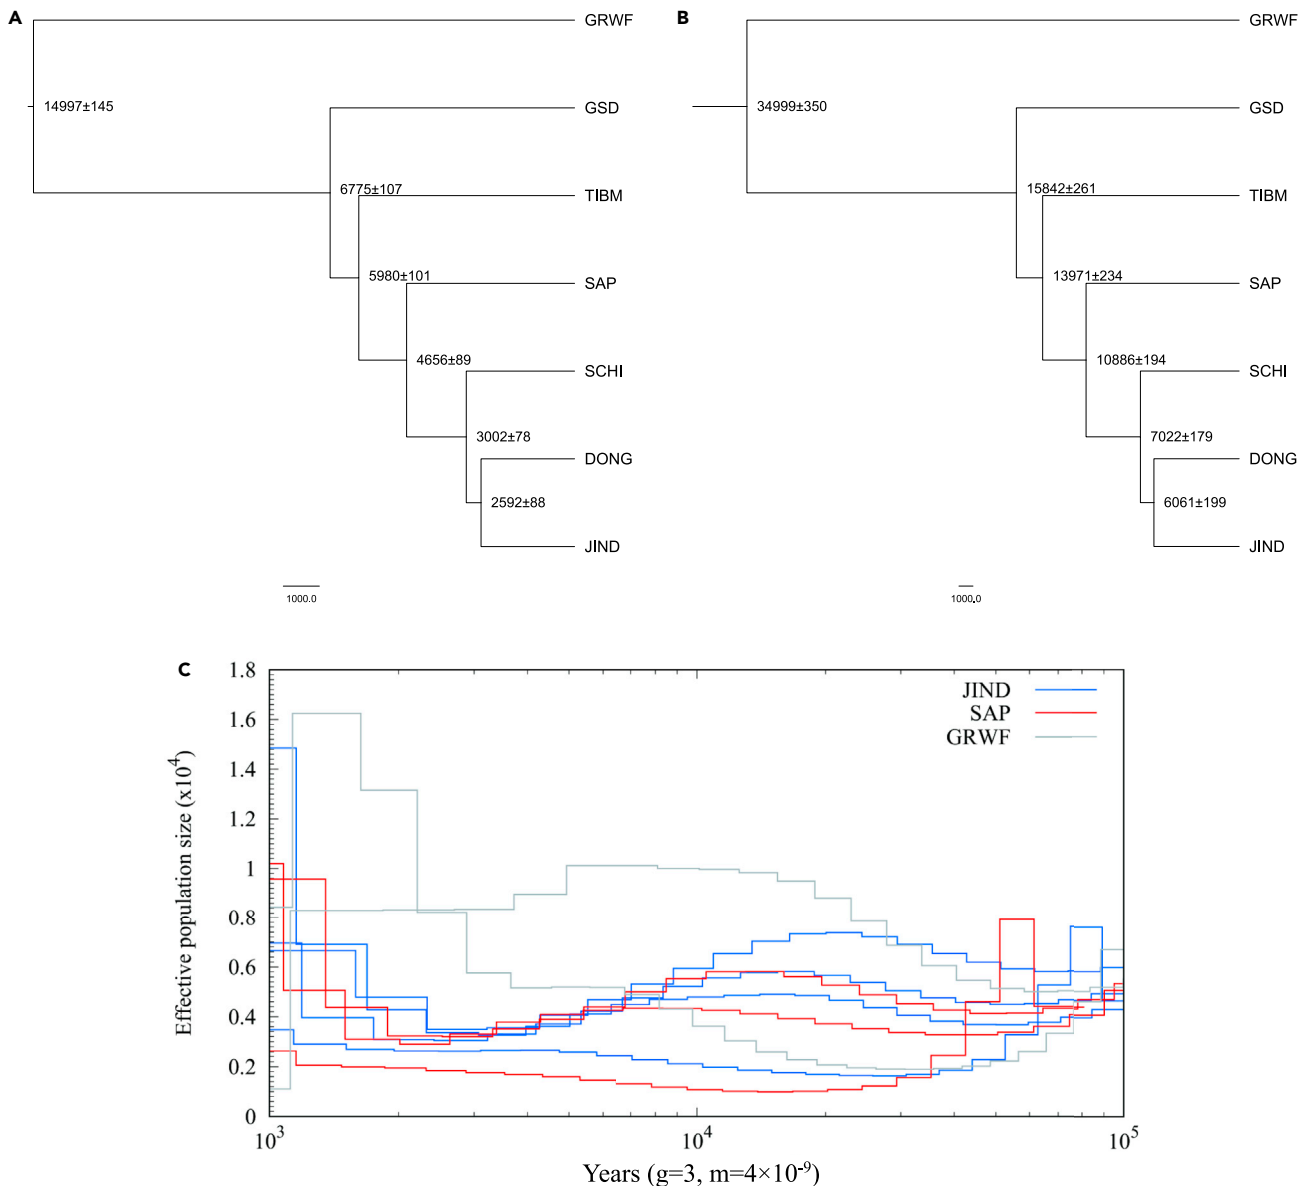 A
GRWF
14997±145
GSD
6775±107
TIBM
5980±101
SAP
4656±89
SCHI
3002±78
DONG
2592±88
JIND
1000.0
B
GRWF
34999±350
GSD
15842±261
TIBM
13971±234
SAP
10886±194
SCHI
7022±179
DONG
6061±199
JIND
1000.0
C
1.8
1.6
1.4
1.2
1
0.8
0.6
0.4
0.2
0
Effective population size (x10⁴)
JIND
SAP
GRWF
10³
10⁴
10⁵
Years (g=3, m=4×10⁻⁹)